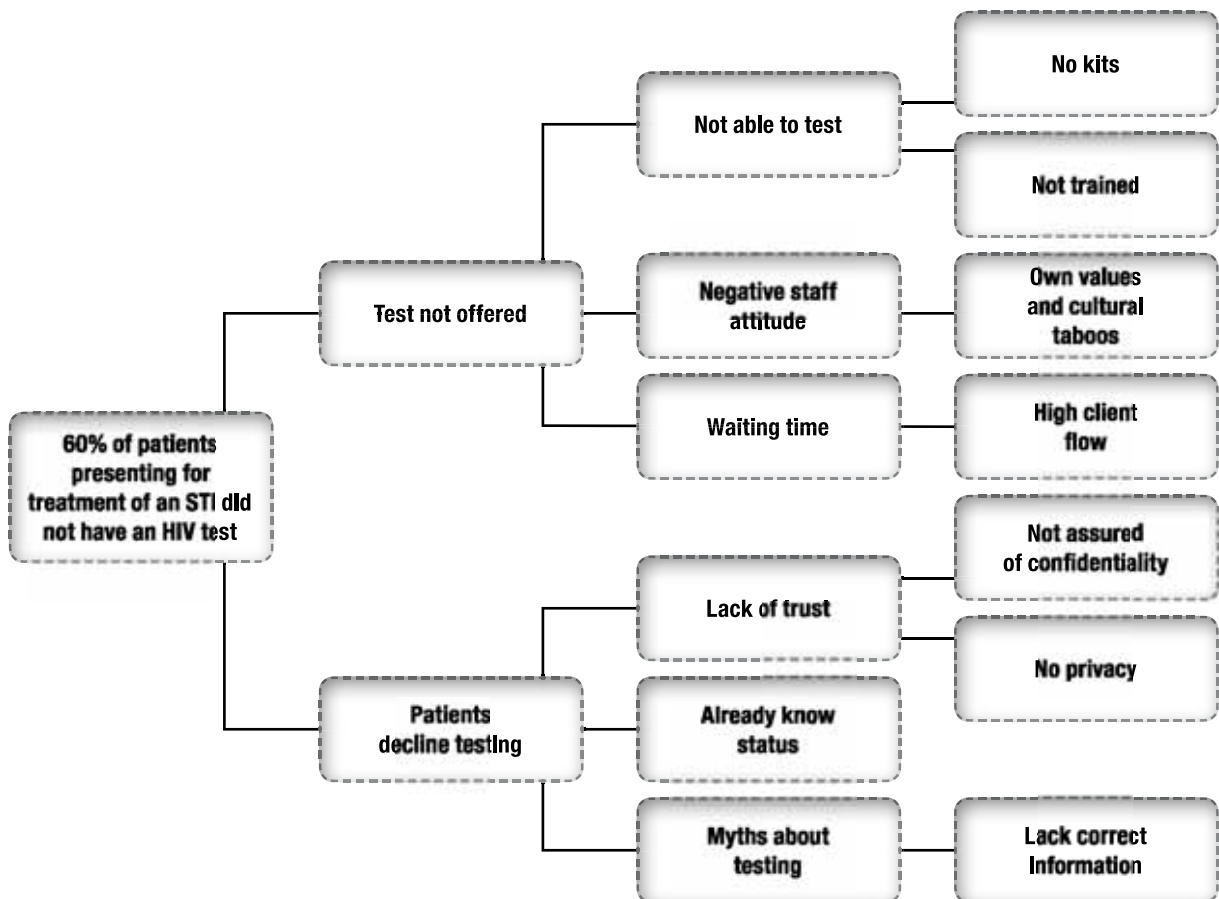 No kits
Not able to test
Not trained
Negative staff
attitude
Own values
and cultural
taboos
Test not offered
Waiting time
High client
flow
60% of patients
presenting for
treatment of an STI did
not have an HIV test
Not assured
of confidentiality
Lack of trust
No privacy
Patients
decline testing
Already know
status
Myths about
testing
Lack correct
Information